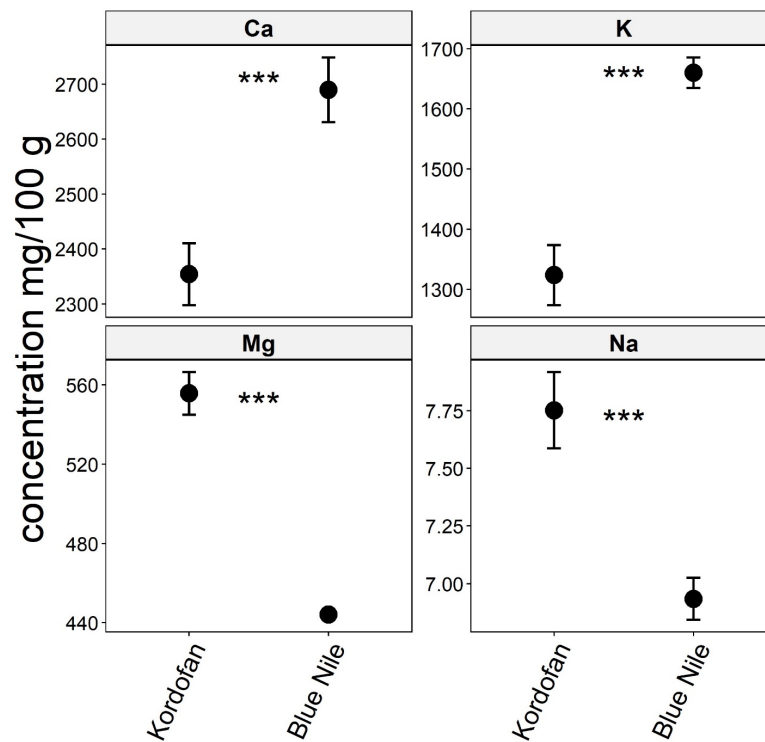 concentration mg/100 g
Ca
2700
2600
2500
2400
2300
***
K
1700
1600
1500
1400
1300
***
Mg
560
520
480
440
***
Na
7.75
7.50
7.25
7.00
***
Kordofan
Blue Nile
Kordofan
Blue Nile